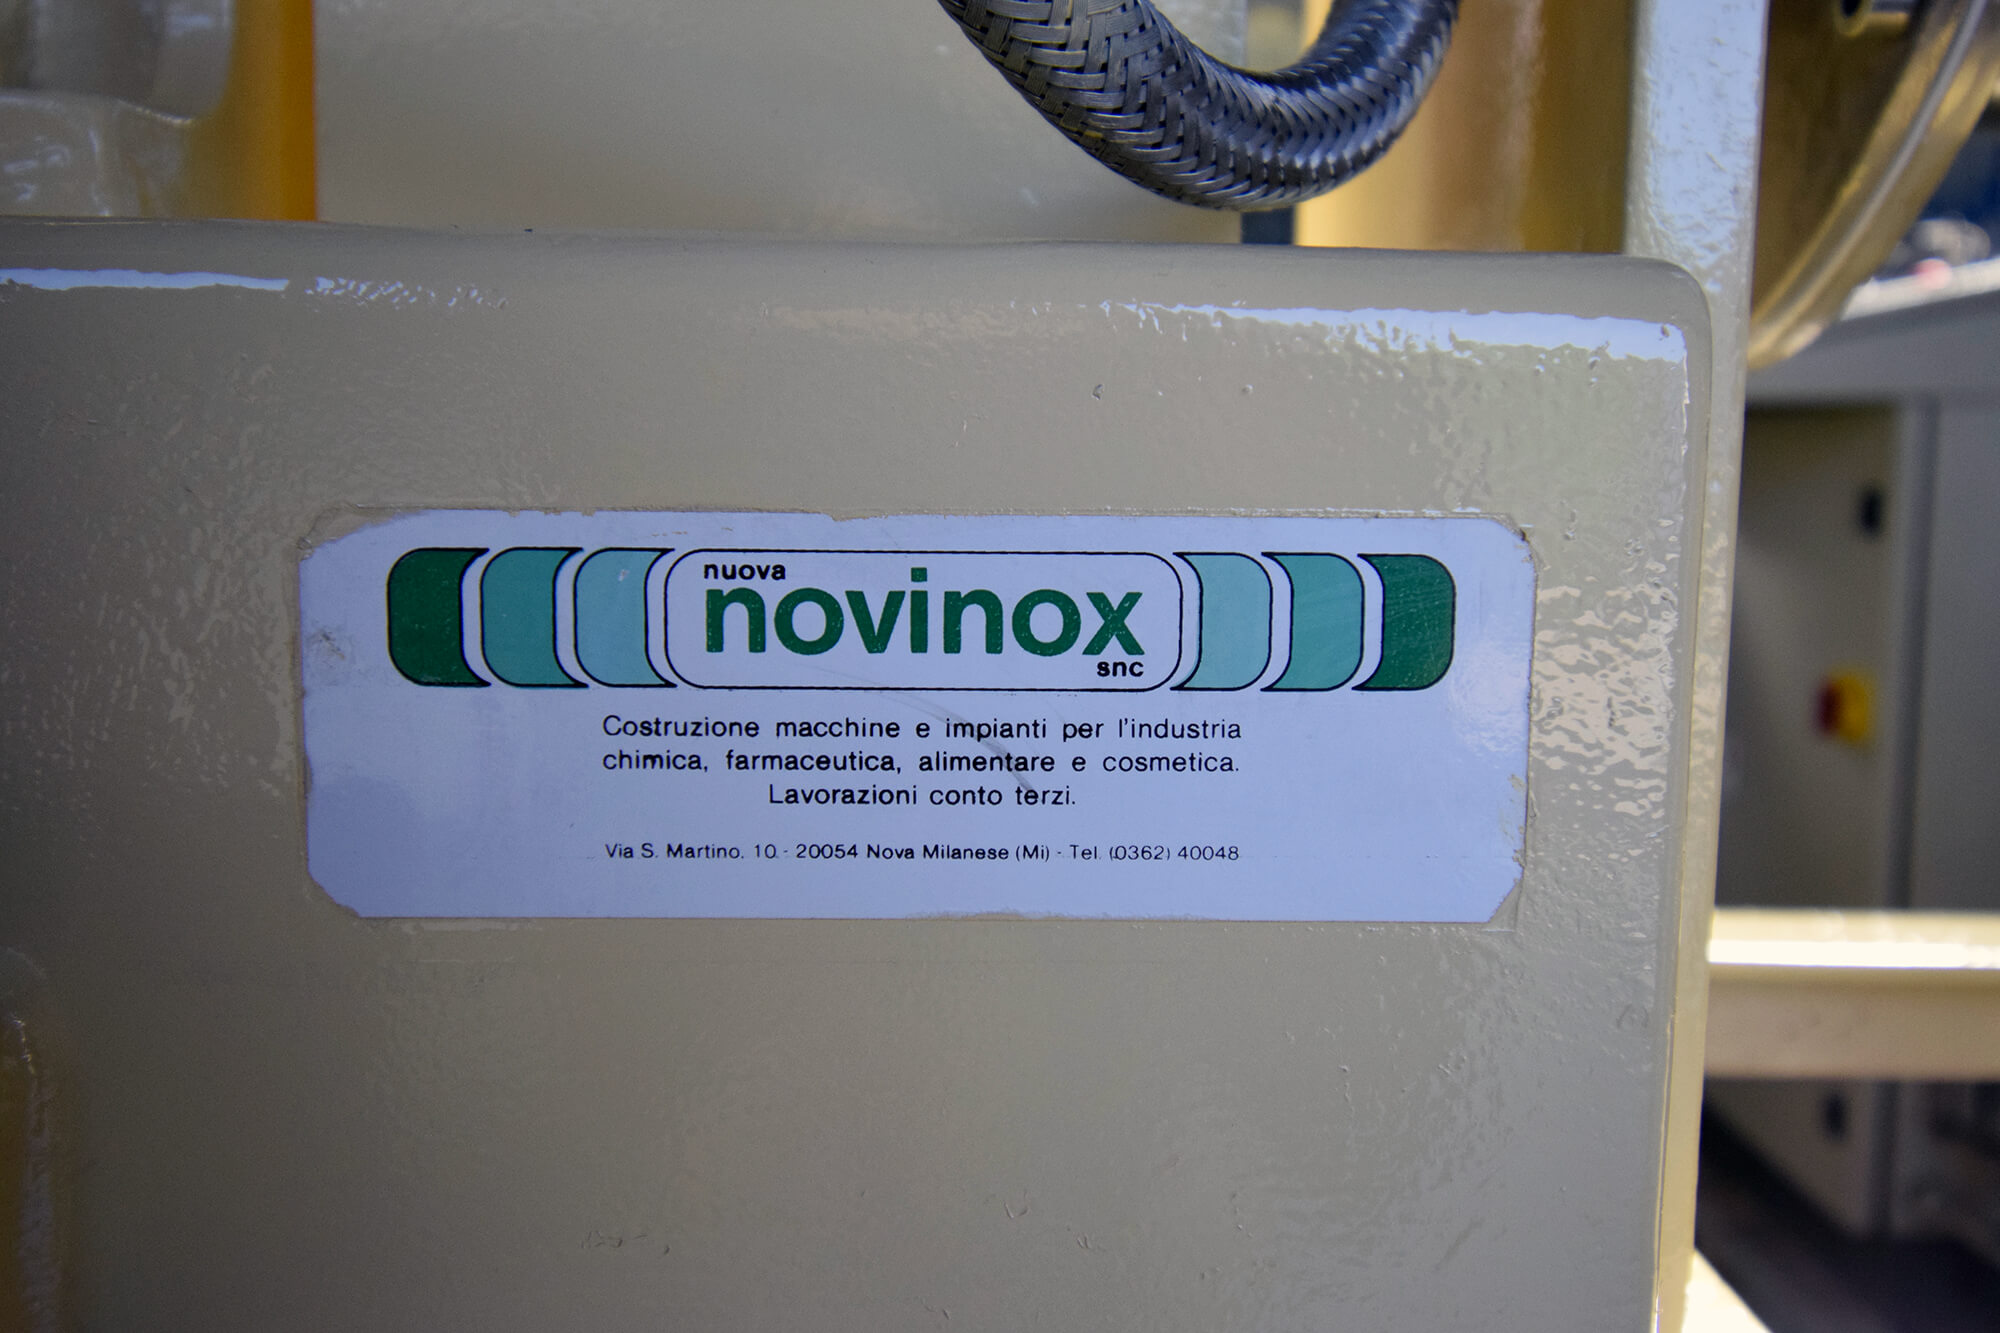 nuova
novinox
snc
Costruzione macchine e impianti per l'industria
chimica, farmaceutica, alimentare e cosmetica.
Lavorazioni conto terzi.
Via S. Martino, 10 - 20054 Nova Milanese (Mi) - Tel. (0362) 40048